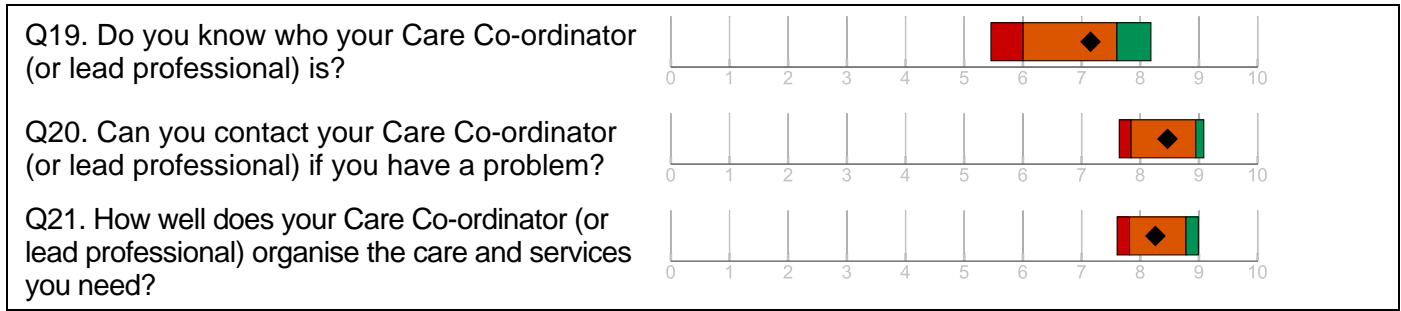 Q19. Do you know who your Care Co-ordinator
(or lead professional) is?
0 1 2 3 4 5 6 7 8 9 10
Q20. Can you contact your Care Co-ordinator
(or lead professional) if you have a problem?
0 1 2 3 4 5 6 7 8 9 10
Q21. How well does your Care Co-ordinator (or
lead professional) organise the care and services
you need?
0 1 2 3 4 5 6 7 8 9 10